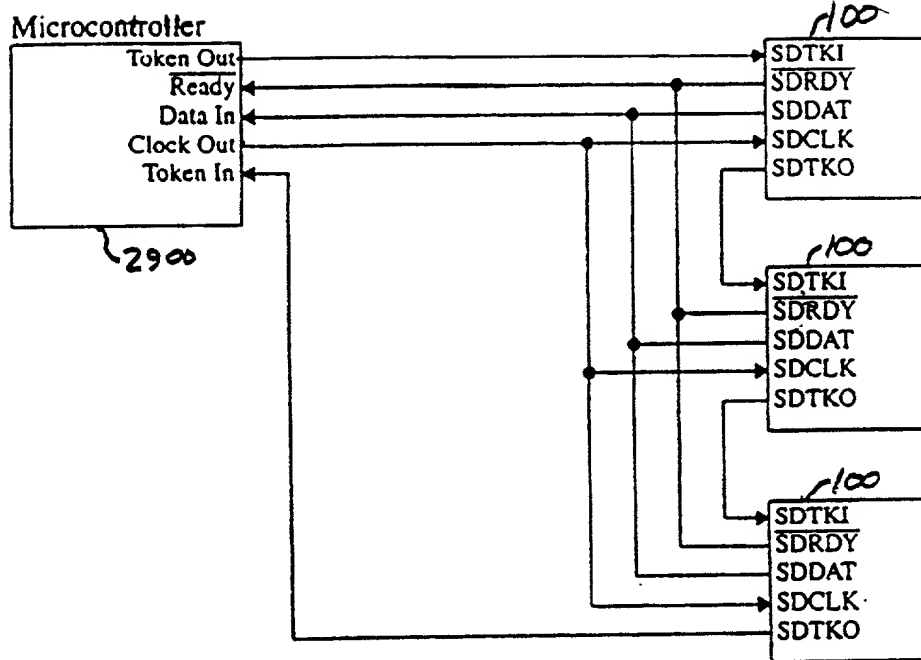 Microcontroller
Token Out
Ready
Data In
Clock Out
Token In
2900
100
SDTKI
SDRDY
SDDAT
SDCLK
SDTKO
100
SDTKI
SDRDY
SDDAT
SDCLK
SDTKO
100
SDTKI
SDRDY
SDDAT
SDCLK
SDTKO